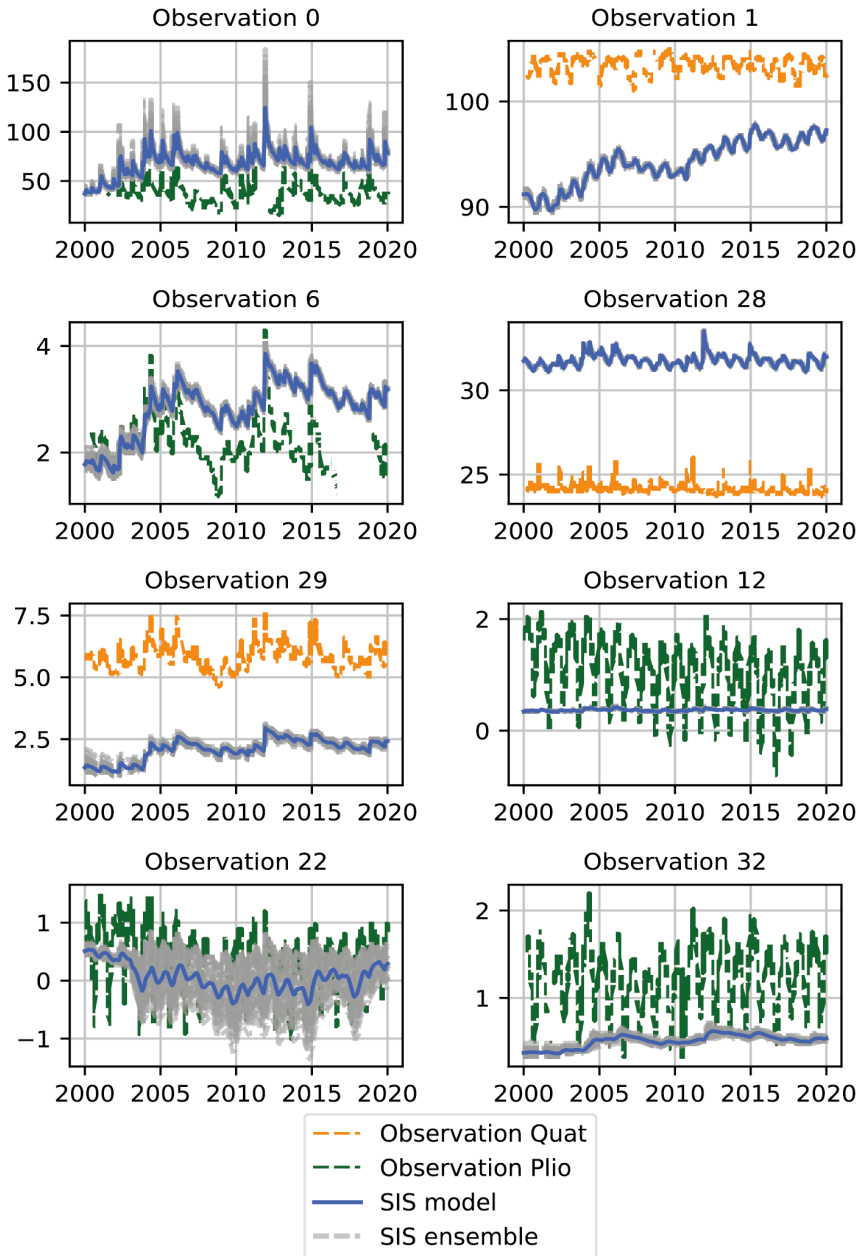 Observation 0 Observation 1
150
100
50
100
90
2000 2005 2010 2015 2020 2000 2005 2010 2015 2020
Observation 6 Observation 28
4
2
30
25
2000 2005 2010 2015 2020 2000 2005 2010 2015 2020
Observation 29 Observation 12
7.5
5.0
2.5
2
0
2000 2005 2010 2015 2020 2000 2005 2010 2015 2020
Observation 22 Observation 32
1
0
−1
2
1
2000 2005 2010 2015 2020 2000 2005 2010 2015 2020
Observation Quat
Observation Plio
SIS model
SIS ensemble